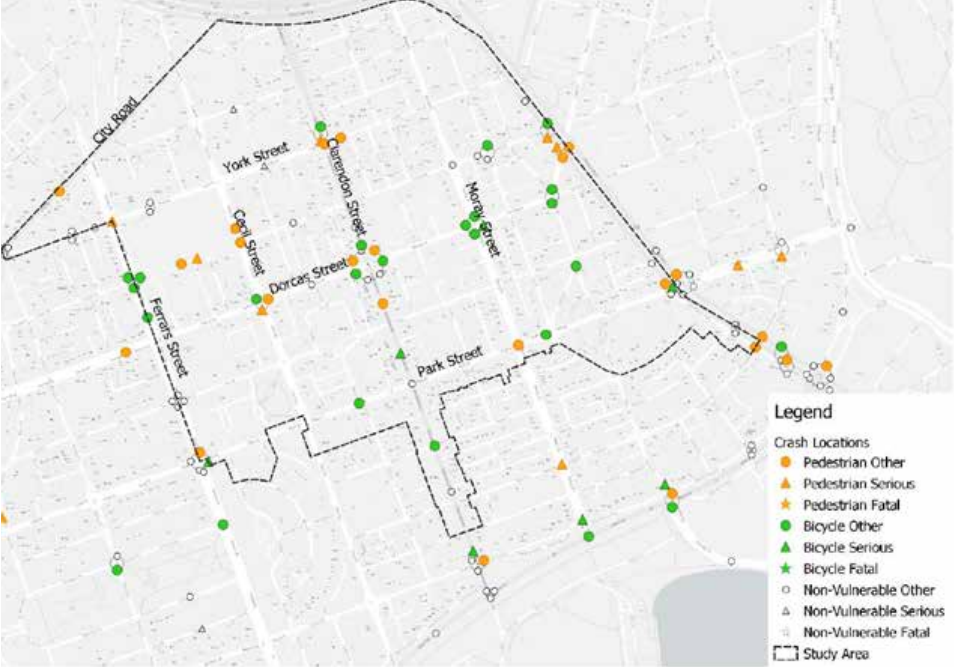 City Road
York Street
Clarendon Street
Cecil Street
Moray Street
Dorcas Street
Ferrars Street
Park Street
Legend
Crash Locations
Pedestrian Other
Pedestrian Serious
Pedestrian Fatal
Bicycle Other
Bicycle Serious
Bicycle Fatal
Non-Vulnerable Other
Non-Vulnerable Serious
Non-Vulnerable Fatal
Study Area